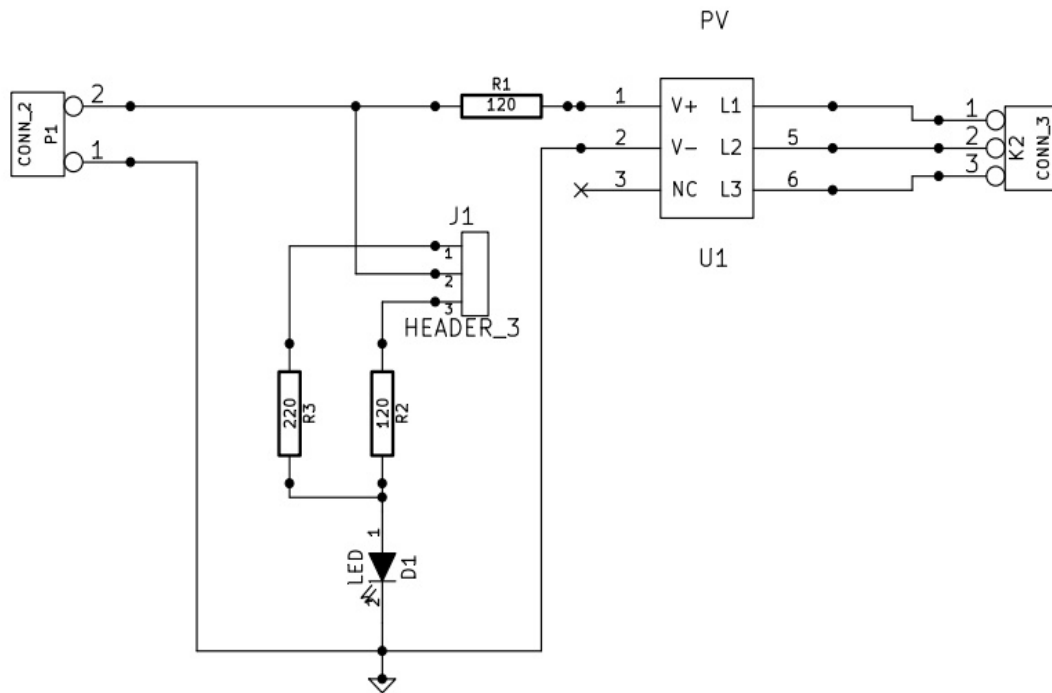 PV
CONN_2
P1
2
1
R1
120
1
V+
L1
2
V-
L2
5
3
NC
L3
6
U1
1
2
3
K2
CONN_3
J1
1
2
3
HEADER_3
220
R3
120
R2
1
LED
D1
2